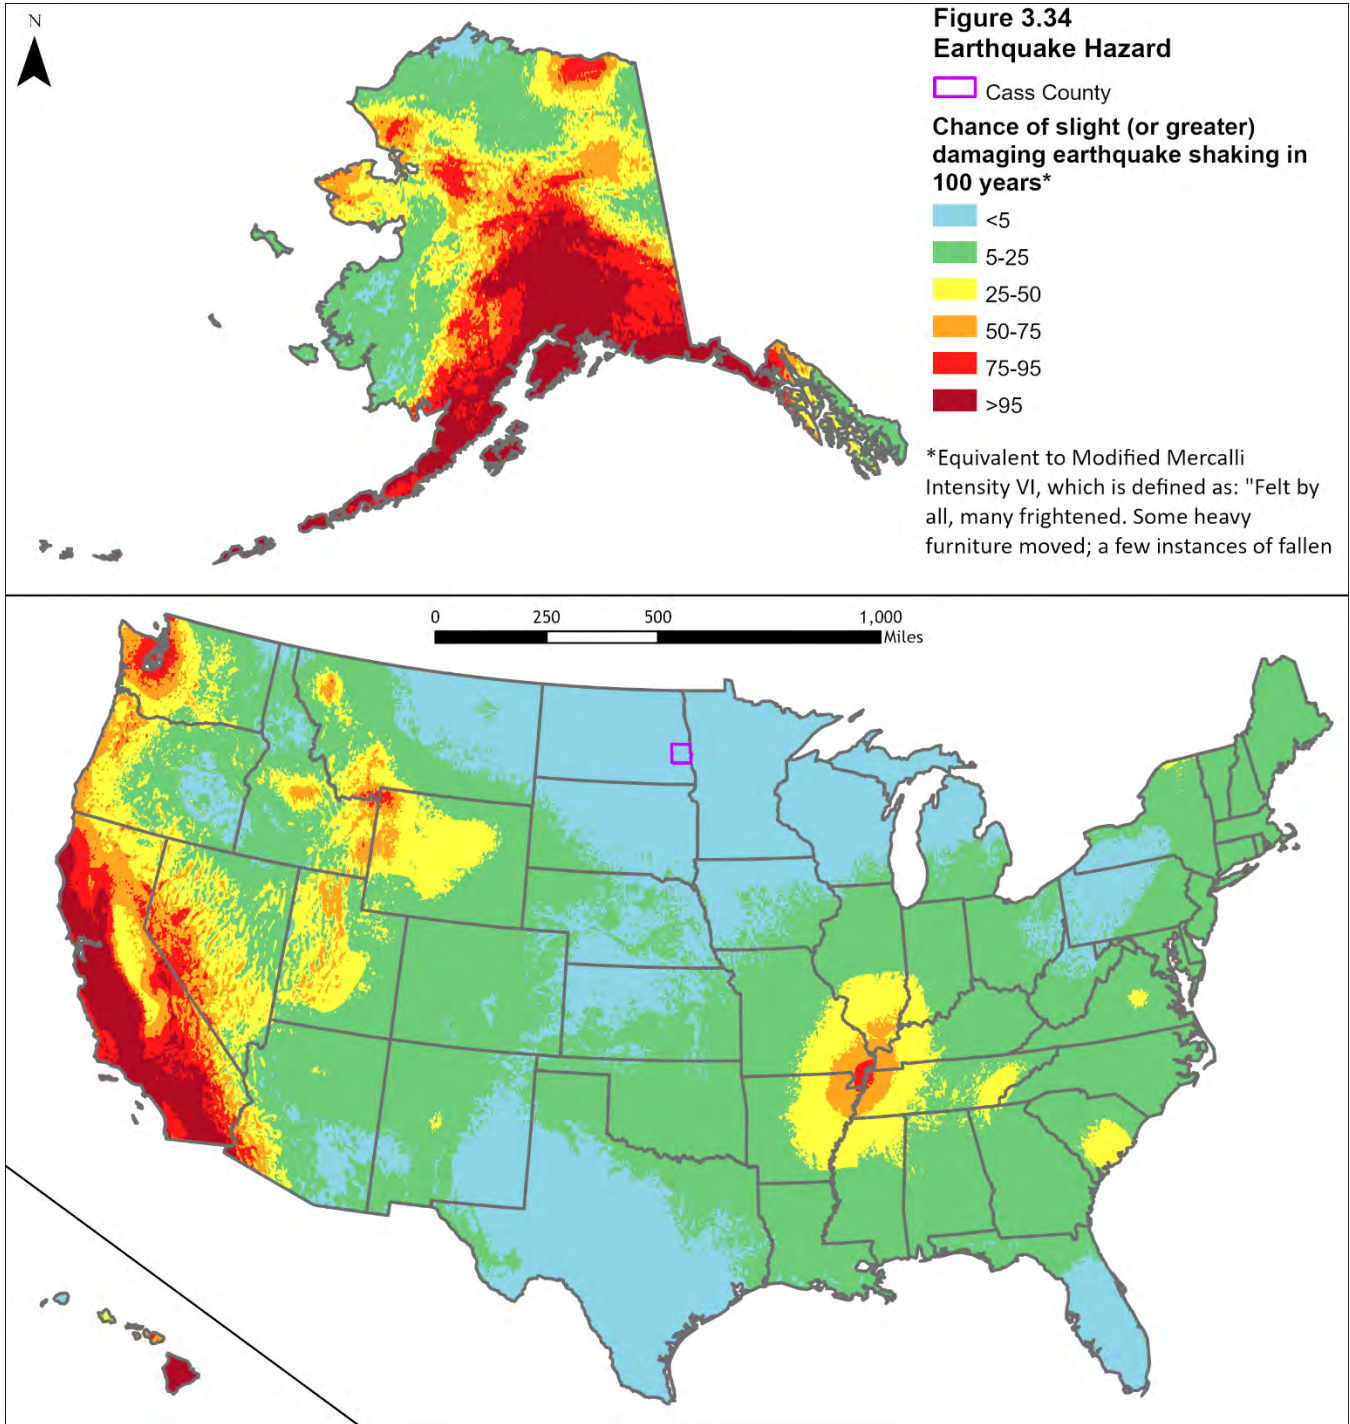 N
Figure 3.34
Earthquake Hazard
Cass County
Chance of slight (or greater)
damaging earthquake shaking in
100 years*
<5
5-25
25-50
50-75
75-95
>95
*Equivalent to Modified Mercalli
Intensity VI, which is defined as: "Felt by
all, many frightened. Some heavy
furniture moved; a few instances of fallen
0 250 500 1,000
Miles